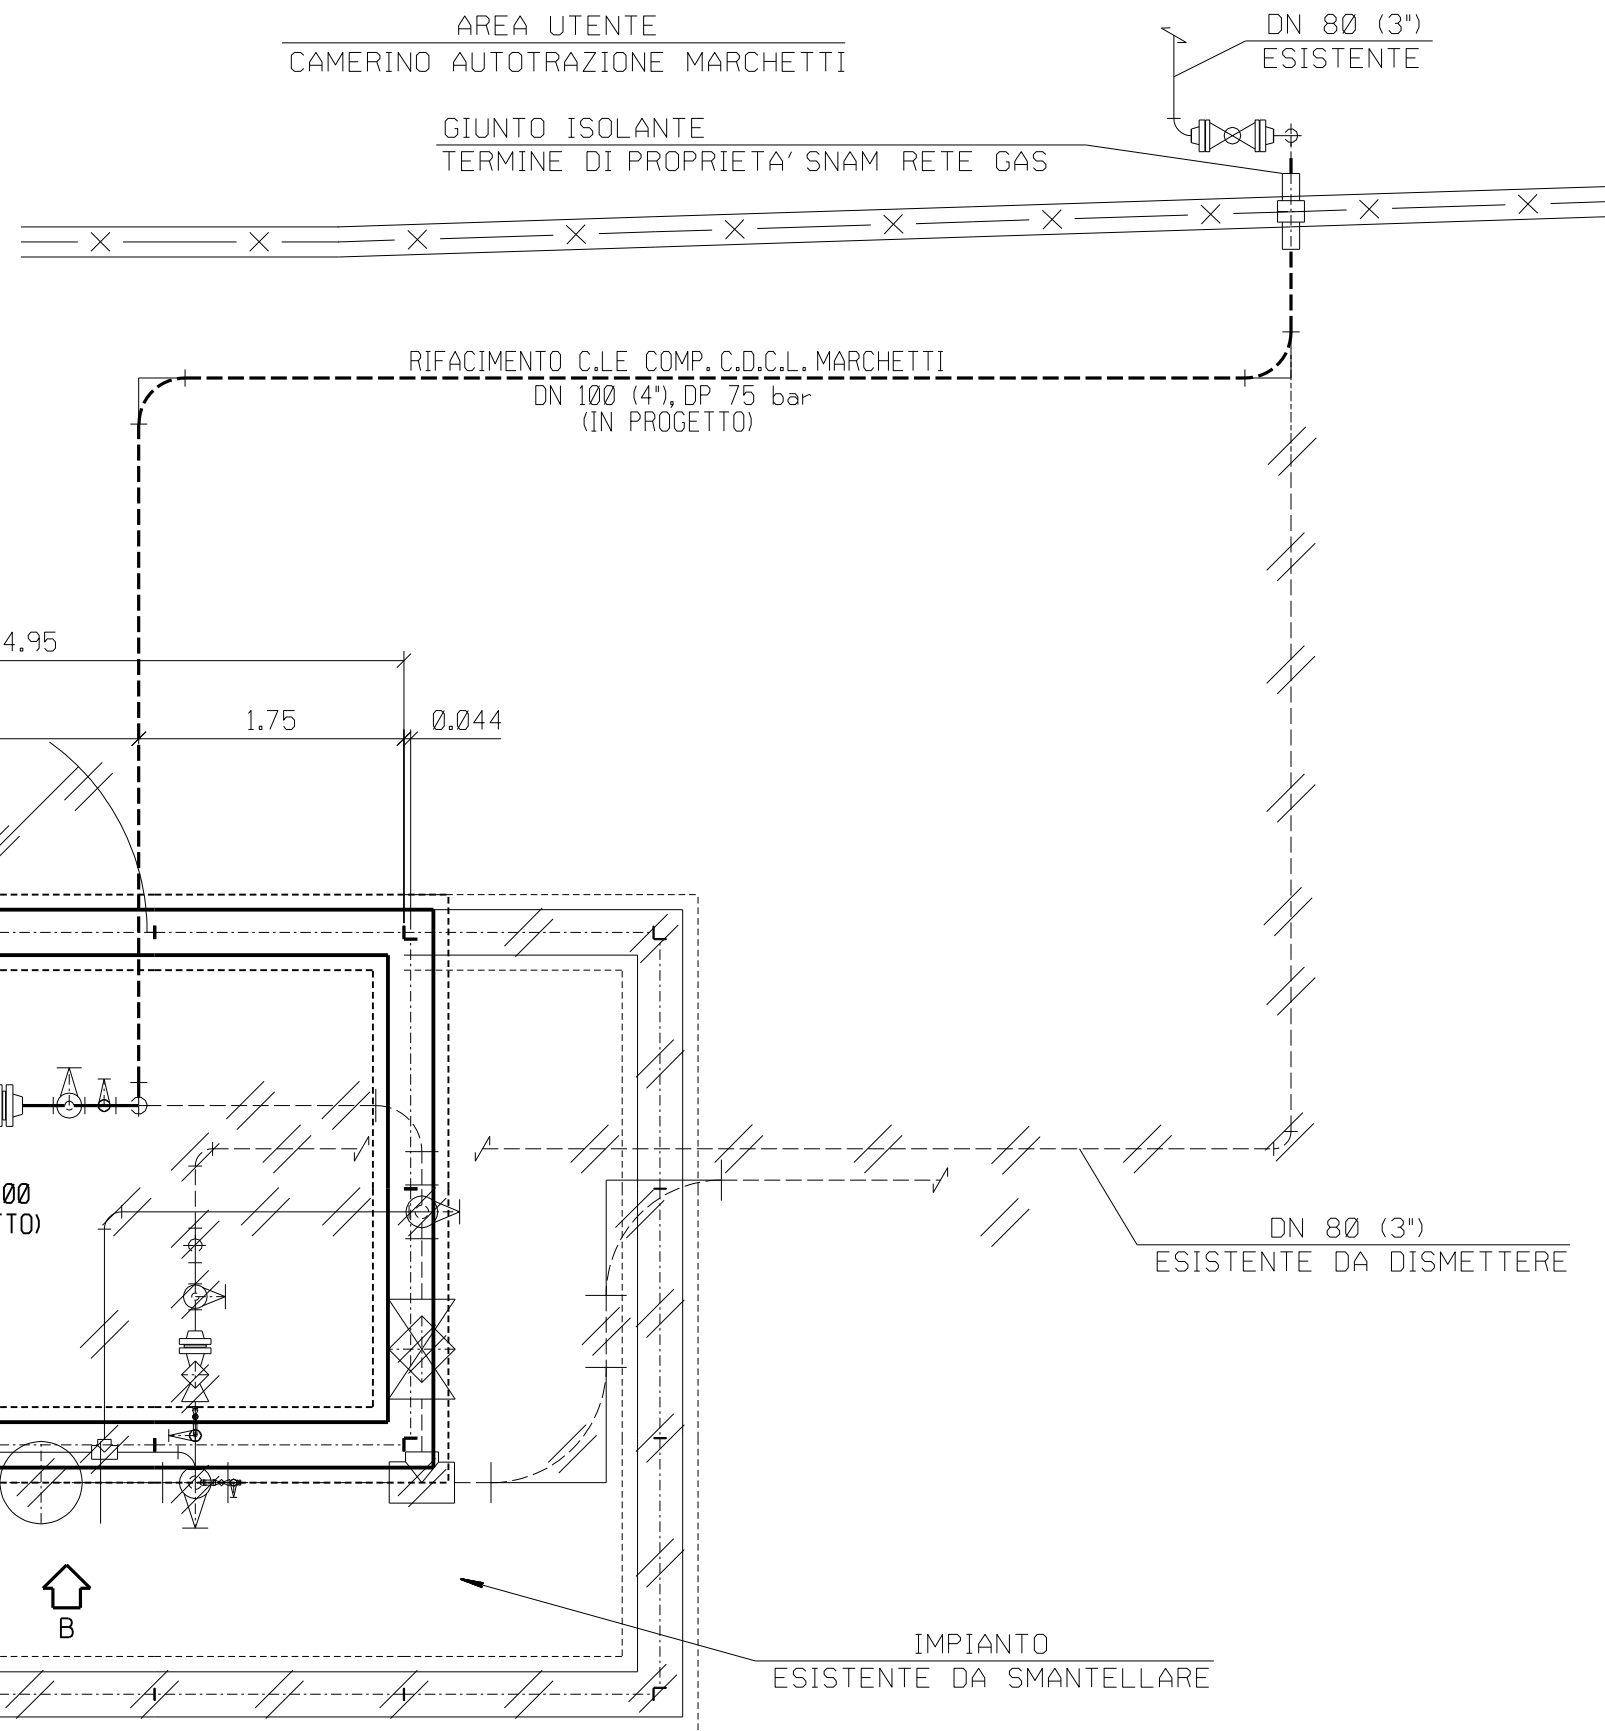 AREA UTENTE
CAMERINO AUTOTRAZIONE MARCHETTI
DN 80 (3")
ESISTENTE
GIUNTO ISOLANTE
TERMINE DI PROPRIETA' SNAM RETE GAS
RIFACIMENTO C.LE COMP. C.D.C.L. MARCHETTI
DN 100 (4"), DP 75 bar
(IN PROGETTO)
4.95
1.75
0.044
00
TTO)
DN 80 (3")
ESISTENTE DA DISMETTERE
B
IMPIANTO
ESISTENTE DA SMANTELLARE